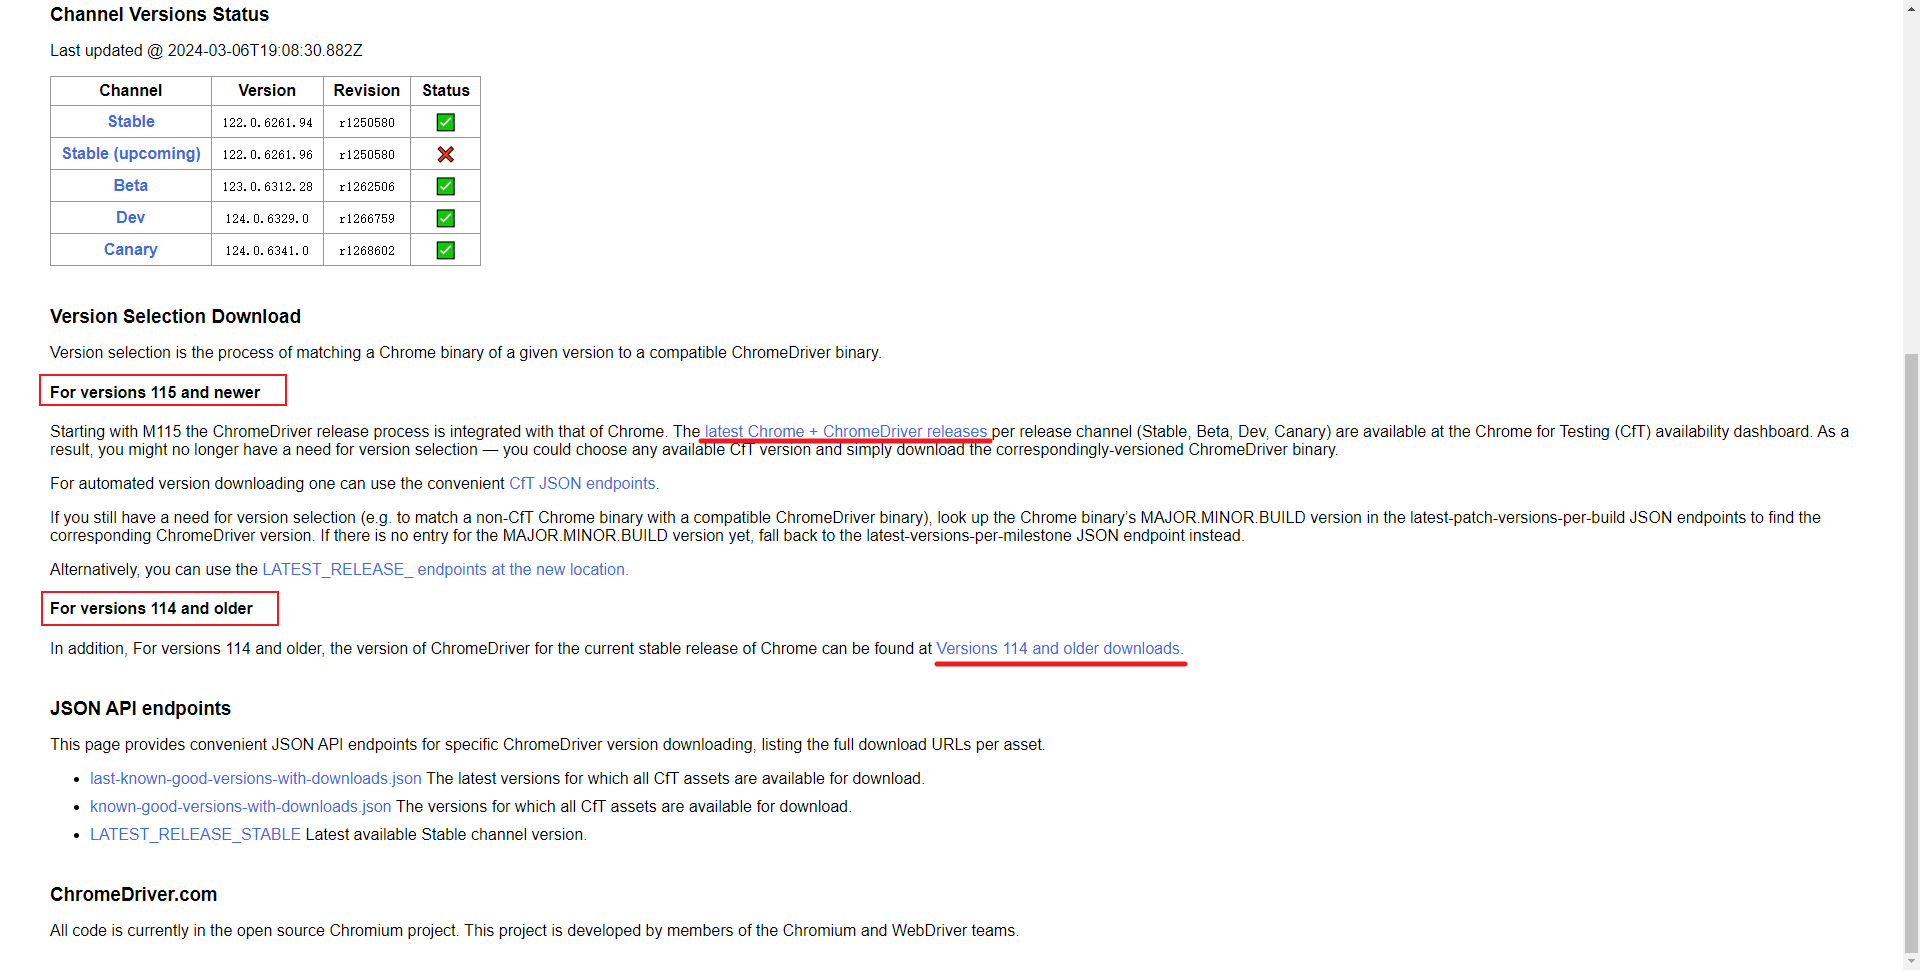 Channel Versions Status
Last updated @ 2024-03-06T19:08:30.882Z
Channel Version Revision Status
Stable 122.0.6261.94 r1250580 ✅
Stable (upcoming) 122.0.6261.96 r1250580 ❌
Beta 123.0.6312.28 r1262506 ✅
Dev 124.0.6329.0 r1266759 ✅
Canary 124.0.6341.0 r1268602 ✅
Version Selection Download
Version selection is the process of matching a Chrome binary of a given version to a compatible ChromeDriver binary.
For versions 115 and newer
Starting with M115 the ChromeDriver release process is integrated with that of Chrome. The latest Chrome + ChromeDriver releases per release channel (Stable, Beta, Dev, Canary) are available at the Chrome for Testing (CfT) availability dashboard. As a
result, you might no longer have a need for version selection — you could choose any available CfT version and simply download the correspondingly-versioned ChromeDriver binary.
For automated version downloading one can use the convenient CfT JSON endpoints.
If you still have a need for version selection (e.g. to match a non-CfT Chrome binary with a compatible ChromeDriver binary), look up the Chrome binary’s MAJOR.MINOR.BUILD version in the latest-patch-versions-per-build JSON endpoints to find the
corresponding ChromeDriver version. If there is no entry for the MAJOR.MINOR.BUILD version yet, fall back to the latest-versions-per-milestone JSON endpoint instead.
Alternatively, you can use the LATEST_RELEASE_ endpoints at the new location.
For versions 114 and older
In addition, For versions 114 and older, the version of ChromeDriver for the current stable release of Chrome can be found at Versions 114 and older downloads.
JSON API endpoints
This page provides convenient JSON API endpoints for specific ChromeDriver version downloading, listing the full download URLs per asset.
• last-known-good-versions-with-downloads.json The latest versions for which all CfT assets are available for download.
• known-good-versions-with-downloads.json The versions for which all CfT assets are available for download.
• LATEST_RELEASE_STABLE Latest available Stable channel version.
ChromeDriver.com
All code is currently in the open source Chromium project. This project is developed by members of the Chromium and WebDriver teams.